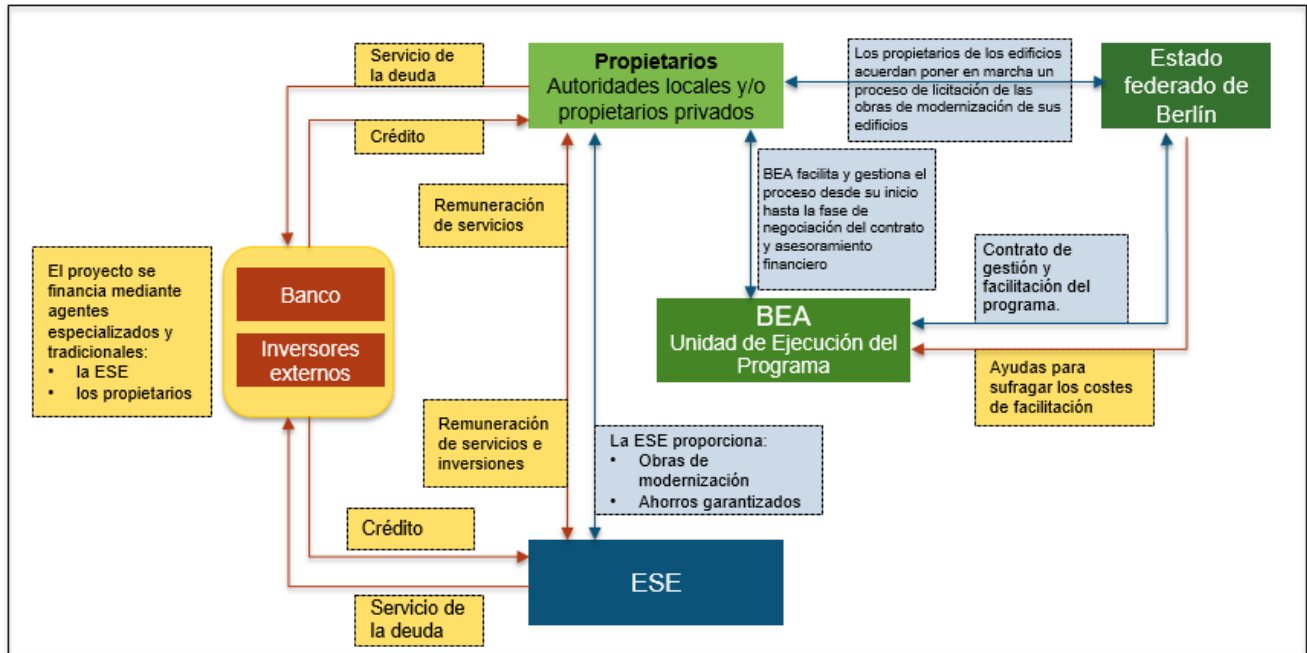 Servicio de
la deuda
Crédito
Propietarios
Autoridades locales y/o
propietarios privados
Los propietarios de los edificios
acuerdan poner en marcha un
proceso de licitación de las
obras de modernización de sus
edificios
Estado
federado de
Berlín
Remuneración
de servicios
BEA facilita y gestiona el
proceso desde su inicio
hasta la fase de
negociación del contrato
y asesoramiento
financiero
El proyecto se
financia mediante
agentes
especializados y
tradicionales:
• la ESE
• los propietarios
Banco
Inversores
externos
BEA
Unidad de Ejecución del
Programa
Contrato de
gestión y
facilitación del
programa.
Ayudas para
sufragar los costes
de facilitación
Remuneración
de servicios e
inversiones
La ESE proporciona:
• Obras de
modernización
• Ahorros garantizados
Crédito
ESE
Servicio de
la deuda